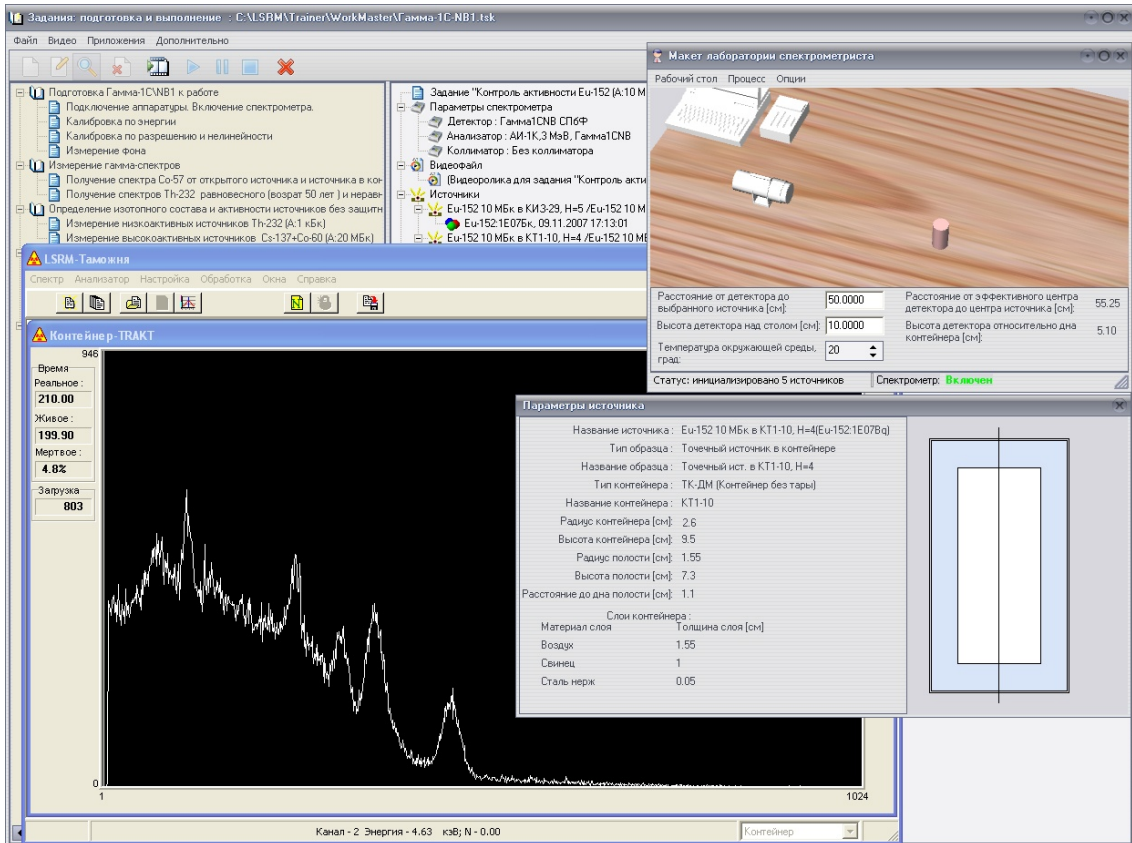 Задания: подготовка и выполнение : C:\LSRM\Trainer\WorkMaster\Гамма-1С-NB1.tsk
Файл Видео Приложения Дополнительно
Подготовка Гамма-1С\NB1 к работе
Подключение аппаратуры. Включение спектрометра.
Калибровка по энергии
Калибровка по разрешению и нелинейности
Измерение фона
Измерение гамма-спектров
Получение спектра Co-57 от открытого источника и источника в кон
Получение спектров Th-232 равновесного (возрат 50 лет ) и неравн
Определение изотопного состава и активности источников без защитн
Измерение низкоактивных источников Th-232 (A:1 кБк)
Измерение высокоактивных источников Cs-137+Co-60 (A:20 МБк)
Задание "Контроль активности Eu-152 (A:10 М
Параметры спектрометра
Детектор : Гамма1CNB СПбФ
Анализатор : АИ-1К,3 МэВ, Гамма1CNB
Коллиматор : Без коллиматора
Видеофайл
(Видеоролика для задания "Контроль акти
Источники
Eu-152 10 МБк в КИЗ-29, H=5 /Eu-152 10 М
Eu-152:1E07Бк, 09.11.2007 17:13:01
Eu-152 10 МБк в КТ1-10, H=4 /Eu-152 10 МБ
Макет лаборатории спектрометриста
Рабочий стол Процесс Опции
Расстояние от детектора до выбранного источника [см]: 50.0000
Расстояние от эффективного центра детектора до центра источника [см]: 55.25
Высота детектора над столом [см]: 10.0000
Высота детектора относительно дна контейнера [см]: 5.10
Температура окружающей среды, град: 20
Статус: инициализировано 5 источников
Спектрометр: Включен
LSRM-Таможня
Спектр Анализатор Настройка Обработка Окна Справка
Контейнер-TRAKT
Время
Реальное :
210.00
Живое :
199.90
Мертвое :
4.8%
Загрузка
803
946
0
1
1024
Канал - 2 Энергия - 4.63 кэВ; N - 0.00
Контейнер
Параметры источника
Название источника : Eu-152 10 МБк в КТ1-10, H=4(Eu-152:1E07Bq)
Тип образца : Точечный источник в контейнере
Название образца : Точечный ист. в КТ1-10, H=4
Тип контейнера : ТК-ДМ (Контейнер без тары)
Название контейнера : КТ1-10
Радиус контейнера [см]: 2.6
Высота контейнера [см]: 9.5
Радиус полости [см]: 1.55
Высота полости [см]: 7.3
Расстояние до дна полости [см]: 1.1
Слои контейнера :
Материал слоя Толщина слоя [см]
Воздух 1.55
Свинец 1
Сталь нерж 0.05